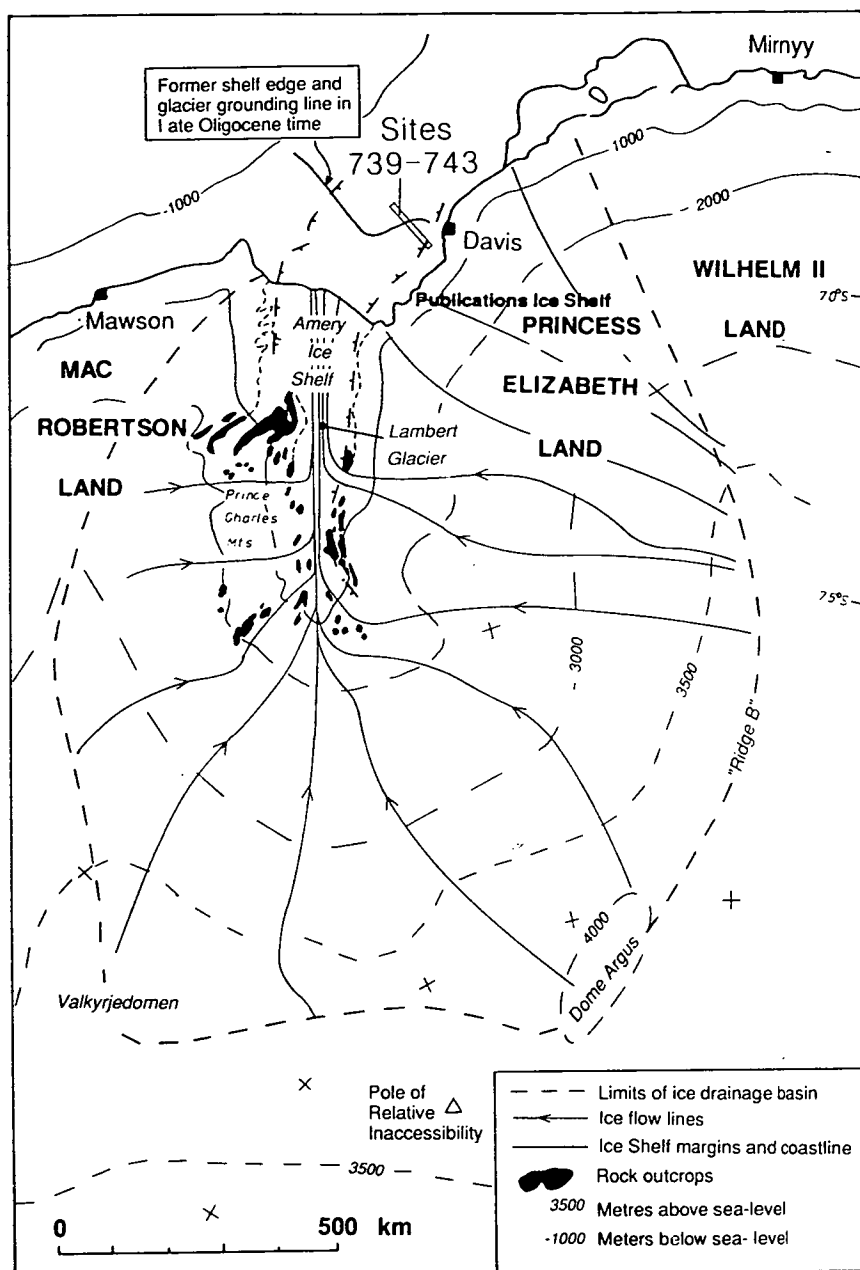 Mirnyy
Former shelf edge and
glacier grounding line in
l ate Oligocene time
Sites
739-743
1000
-1000
2000
Davis
WILHELM II
LAND
70°S
Publications Ice Shelf
PRINCESS
ELIZABETH
LAND
Mawson
MAC
ROBERTSON
LAND
Amery
Ice
Shelf
Lambert
Glacier
Prince
Charles
Mts
75°S
3000
3500
"Ridge B"
4000
Dome Argus
Valkyrjedomen
Pole of
Relative
Inaccessibility
3500
0 500 km
Limits of ice drainage basin
Ice flow lines
Ice Shelf margins and coastline
Rock outcrops
3500 Metres above sea-level
-1000 Meters below sea- level